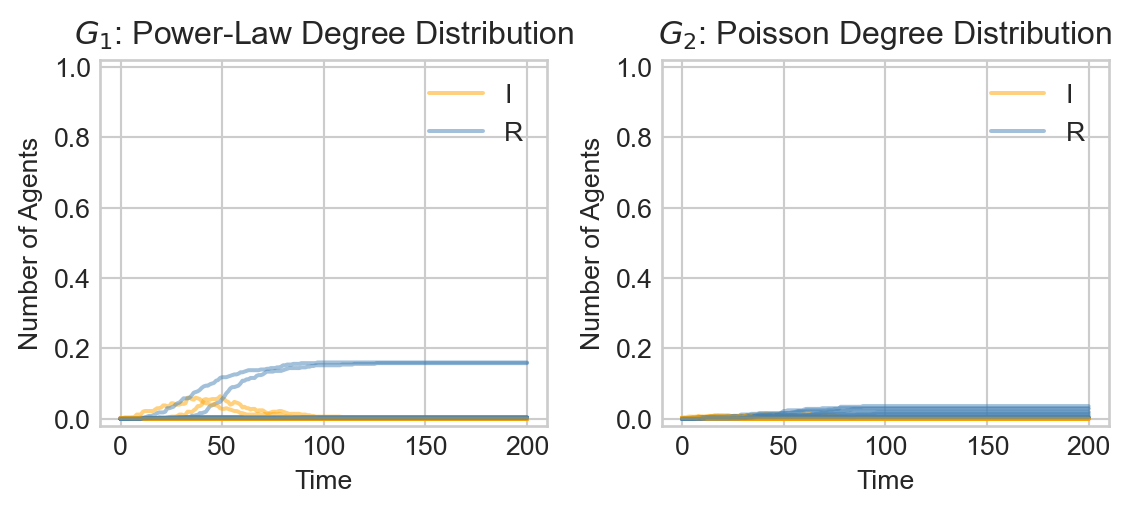 G₁: Power-Law Degree Distribution
Number of Agents
1.0
0.8
0.6
0.4
0.2
0.0
I
R
0 50 100 150 200
Time
G₂: Poisson Degree Distribution
Number of Agents
1.0
0.8
0.6
0.4
0.2
0.0
I
R
0 50 100 150 200
Time